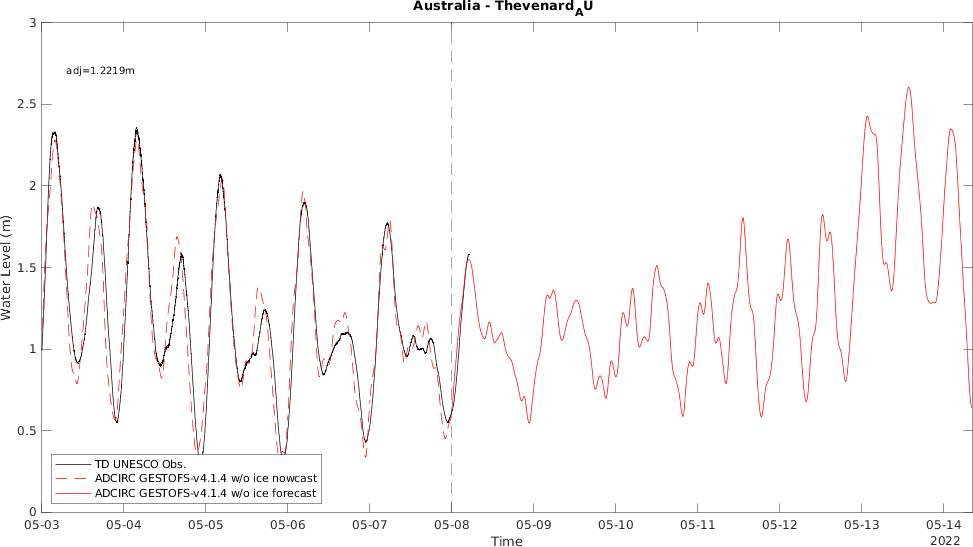 Australia - Thevenard_AU
3
adj=1.2219m
2.5
2
1.5
1
0.5
0
Water Level (m)
TD UNESCO Obs.
ADCIRC GESTOFS-v4.1.4 w/o ice nowcast
ADCIRC GESTOFS-v4.1.4 w/o ice forecast
05-03 05-04 05-05 05-06 05-07 05-08 05-09 05-10 05-11 05-12 05-13 05-14
Time 2022